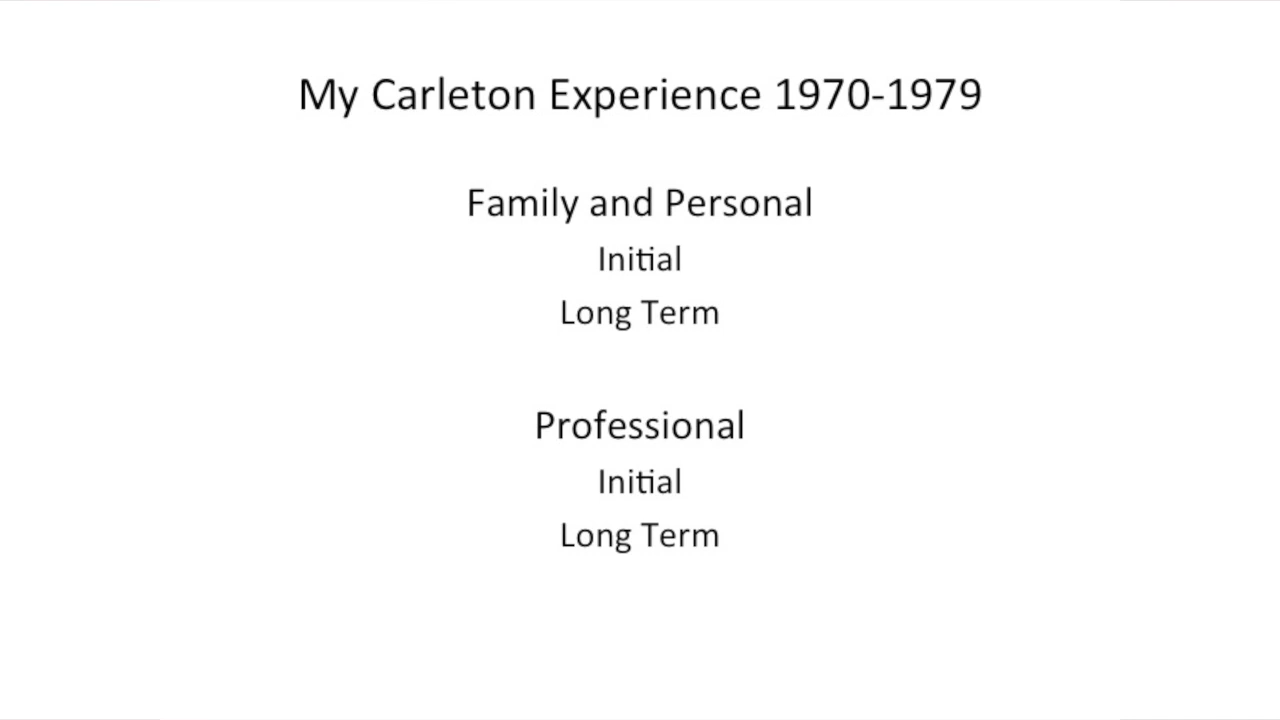 My Carleton Experience 1970-1979
Family and Personal
Initial
Long Term
Professional
Initial
Long Term